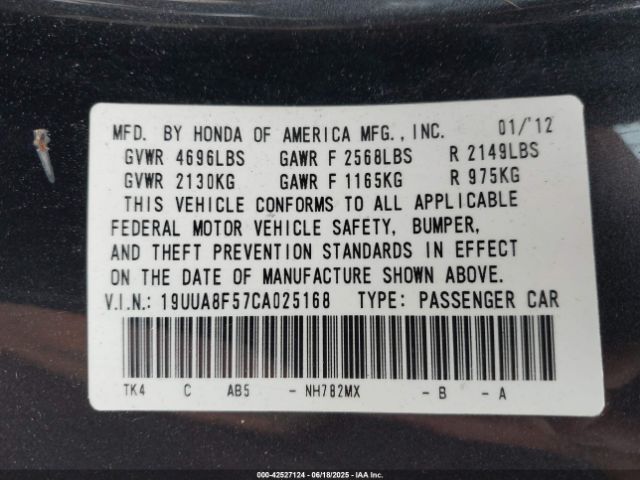 MFD. BY HONDA OF AMERICA MFG., INC. 01/'12
GVWR 4696LBS GAWR F 2568LBS R 2149LBS
GVWR 2130KG GAWR F 1165KG R 975KG
THIS VEHICLE CONFORMS TO ALL APPLICABLE
FEDERAL MOTOR VEHICLE SAFETY, BUMPER,
AND THEFT PREVENTION STANDARDS IN EFFECT
ON THE DATE OF MANUFACTURE SHOWN ABOVE.
V.I.N.: 19UUA8F57CA025168 TYPE: PASSENGER CAR
TK4 C AB5 - NH782MX - B - A
000-42527124 - 06/18/2025 - IAAI.COM